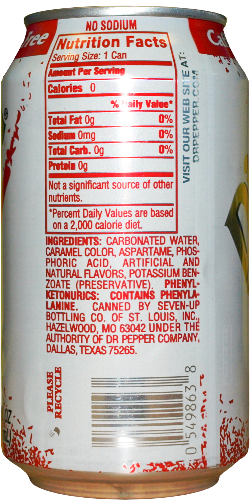 NO SODIUM
Nutrition Facts
Serving Size: 1 Can
Amount Per Serving
Calories 0
% Daily Value*
Total Fat 0g 0%
Sodium 0mg 0%
Total Carb. 0g 0%
Protein 0g
Not a significant source of other
nutrients.
*Percent Daily Values are based
on a 2,000 calorie diet.
INGREDIENTS: CARBONATED WATER,
CARAMEL COLOR, ASPARTAME, PHOS-
PHORIC ACID, ARTIFICIAL AND
NATURAL FLAVORS, POTASSIUM BEN-
ZOATE (PRESERVATIVE). PHENYL-
KETONURICS: CONTAINS PHENYLA-
LANINE. CANNED BY SEVEN-UP
BOTTLING CO. OF ST. LOUIS, INC.,
HAZELWOOD, MO 63042 UNDER THE
AUTHORITY OF DR PEPPER COMPANY,
DALLAS, TEXAS 75265.
VISIT OUR WEB SITE AT:
DRPEPPER.COM
PLEASE
RECYCLE
0 549863 8